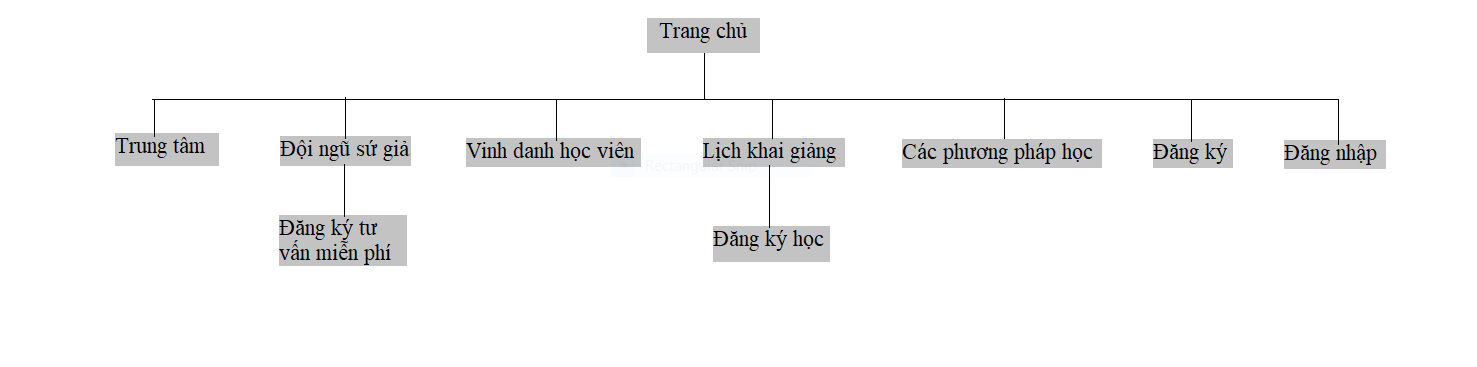 Trang chủ
Trung tâm
Đội ngũ sứ giả
Vinh danh học viên
Lịch khai giảng
Các phương pháp học
Đăng ký
Đăng nhập
Đăng ký tư
vấn miễn phí
Đăng ký học